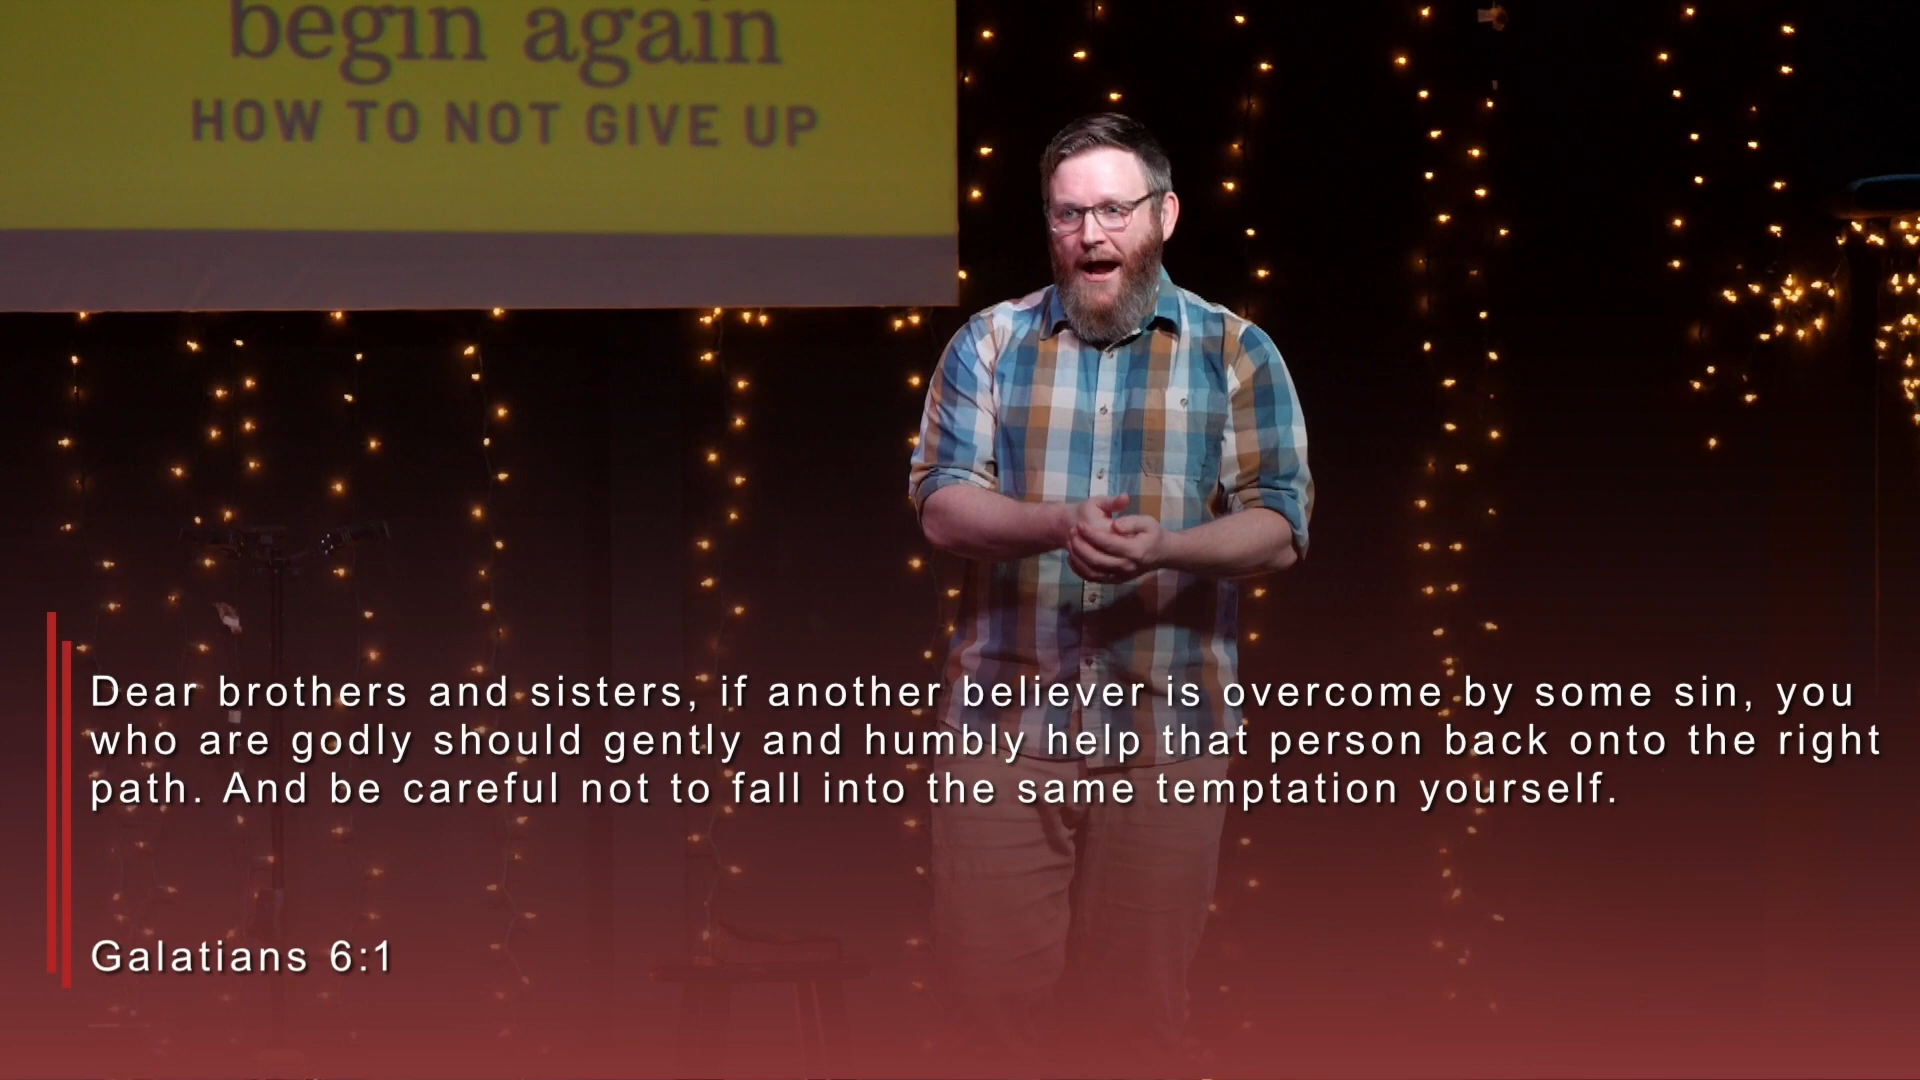 begin again
HOW TO NOT GIVE UP
Dear brothers and sisters, if another believer is overcome by some sin, you
who are godly should gently and humbly help that person back onto the right
path. And be careful not to fall into the same temptation yourself.
Galatians 6:1